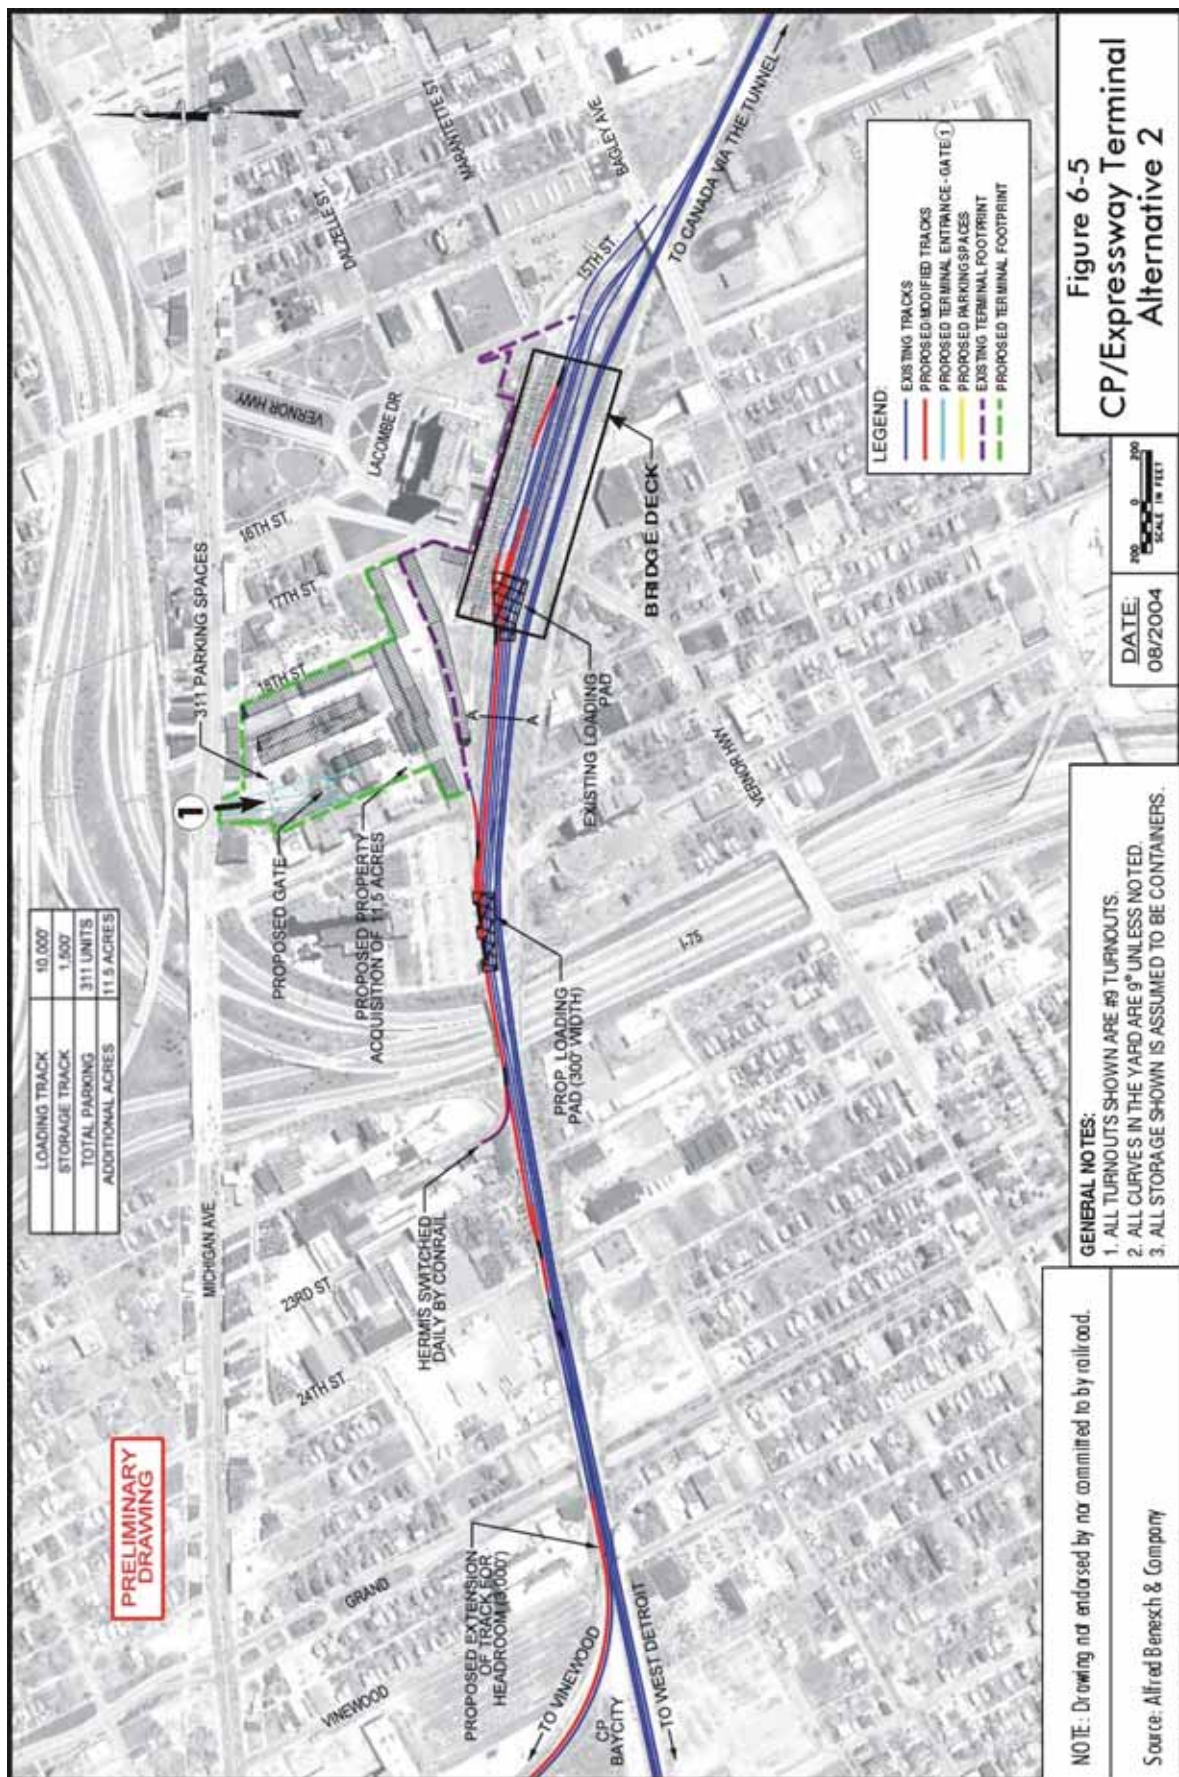 PRELIMINARY
DRAWING
LOADING TRACK 10,000'
STORAGE TRACK 1,500'
TOTAL PARKING 311 UNITS
ADDITIONAL ACRES 11.5 ACRES
MICHIGAN AVE
1
311 PARKING SPACES
PROPOSED GATE
PROPOSED PROPERTY
ACQUISITION OF 11.5 ACRES
18TH ST
17TH ST
16TH ST.
VERNOR HWY
LACOMBE DR.
DALZELLE ST
MARANTETTE ST
BAGLEY AVE.
15TH ST.
23RD ST
24TH ST
GRAND
VINEWOOD
HERMIS SWITCHED
DAILY BY CONRAIL
PROPOSED EXTENSION
OF TRACK FOR
HEADROOM (3,000')
TO VINEWOOD
CP
BAYCITY
TO WEST DETROIT
PROP. LOADING
PAD (300' WIDTH)
I-75
A
A
EXISTING LOADING
PAD
BRIDGE DECK
VERNOR HWY
TO CANADA VIA THE TUNNEL
LEGEND:
EXISTING TRACKS
PROPOSED/MODIFIED TRACKS
PROPOSED TERMINAL ENTRANCE - GATE 1
PROPOSED PARKING SPACES
EXISTING TERMINAL FOOTPRINT
PROPOSED TERMINAL FOOTPRINT
NOTE: Drawing not endorsed by nor committed to by railroad.
Source: Alfred Benesch & Company
GENERAL NOTES:
1. ALL TURNOUTS SHOWN ARE #9 TURNOUTS.
2. ALL CURVES IN THE YARD ARE 9° UNLESS NOTED.
3. ALL STORAGE SHOWN IS ASSUMED TO BE CONTAINERS.
DATE:
08/2004
200 0 200
SCALE IN FEET
Figure 6-5
CP/Expressway Terminal
Alternative 2